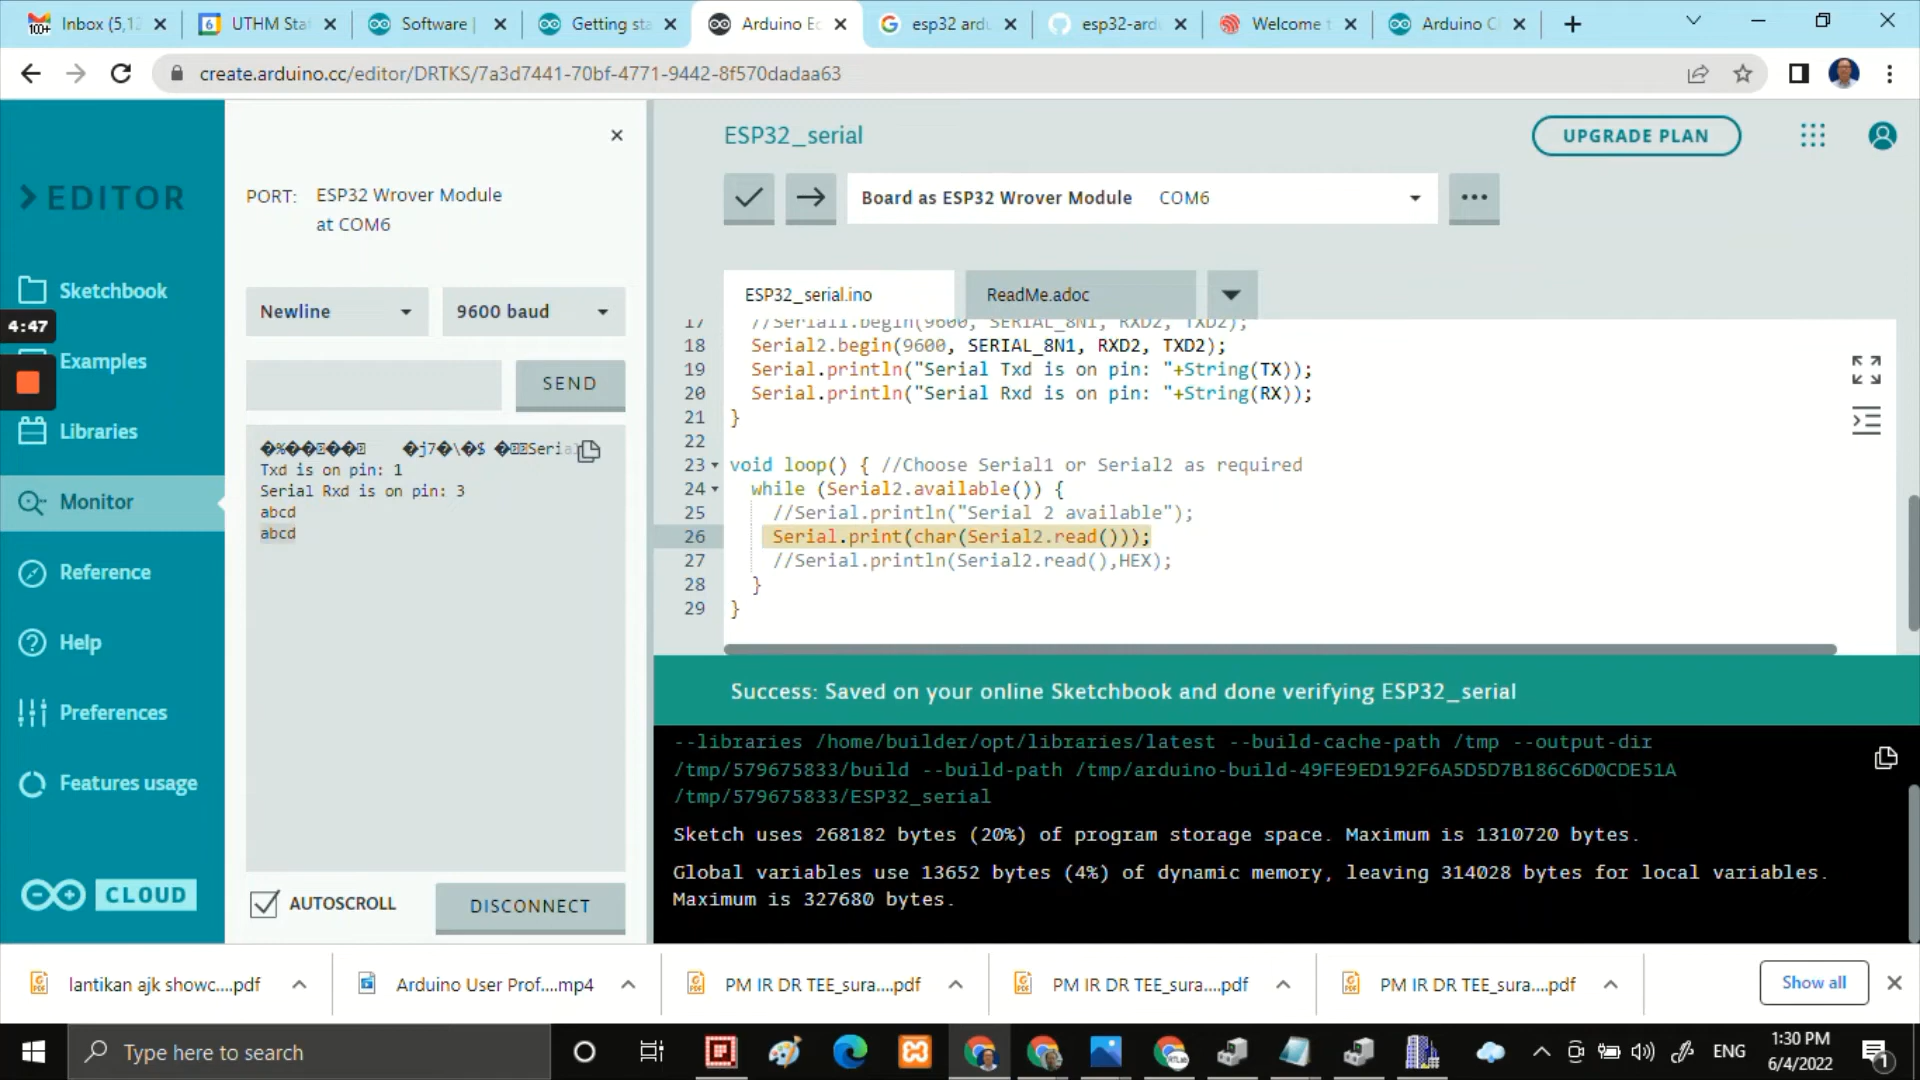 Inbox (5,12
UTHM Sta
Software |
Getting sta
Arduino Ed
esp32 ardu
esp32-ard
Welcome t
Arduino C
create.arduino.cc/editor/DRTKS/7a3d7441-70bf-4771-9442-8f570dadaa63
EDITOR
Sketchbook
4:47
Examples
Libraries
Monitor
Reference
Help
Preferences
Features usage
CLOUD
PORT: ESP32 Wrover Module
at COM6
Newline
9600 baud
SEND
Seria
Txd is on pin: 1
Serial Rxd is on pin: 3
abcd
abcd
AUTOSCROLL
DISCONNECT
ESP32_serial
UPGRADE PLAN
Board as ESP32 Wrover Module COM6
ESP32_serial.ino
ReadMe.adoc
17 //Serial1.begin(9600, SERIAL_8N1, RXD2, TXD2);
18 Serial2.begin(9600, SERIAL_8N1, RXD2, TXD2);
19 Serial.println("Serial Txd is on pin: "+String(TX));
20 Serial.println("Serial Rxd is on pin: "+String(RX));
21 }
22
23 void loop() { //Choose Serial1 or Serial2 as required
24 while (Serial2.available()) {
25 //Serial.println("Serial 2 available");
26 Serial.print(char(Serial2.read()));
27 //Serial.println(Serial2.read(),HEX);
28 }
29 }
Success: Saved on your online Sketchbook and done verifying ESP32_serial
--libraries /home/builder/opt/libraries/latest --build-cache-path /tmp --output-dir
/tmp/579675833/build --build-path /tmp/arduino-build-49FE9ED192F6A5D5D7B186C6D0CDE51A
/tmp/579675833/ESP32_serial
Sketch uses 268182 bytes (20%) of program storage space. Maximum is 1310720 bytes.
Global variables use 13652 bytes (4%) of dynamic memory, leaving 314028 bytes for local variables.
Maximum is 327680 bytes.
lantikan ajk showc....pdf
Arduino User Prof....mp4
PM IR DR TEE_sura....pdf
PM IR DR TEE_sura....pdf
PM IR DR TEE_sura....pdf
Show all
Type here to search
ENG
1:30 PM
6/4/2022
1